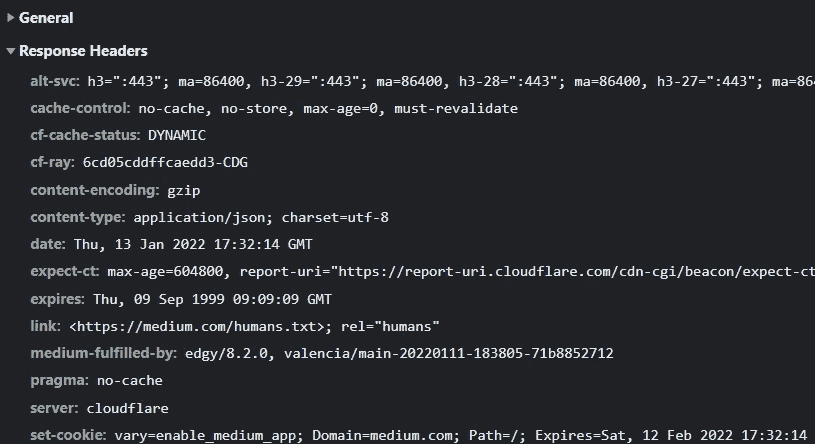 General
Response Headers
alt-svc: h3=":443"; ma=86400, h3-29=":443"; ma=86400, h3-28=":443"; ma=86400, h3-27=":443"; ma=864
cache-control: no-cache, no-store, max-age=0, must-revalidate
cf-cache-status: DYNAMIC
cf-ray: 6cd05cddffcaedd3-CDG
content-encoding: gzip
content-type: application/json; charset=utf-8
date: Thu, 13 Jan 2022 17:32:14 GMT
expect-ct: max-age=604800, report-uri="https://report-uri.cloudflare.com/cdn-cgi/beacon/expect-ct
expires: Thu, 09 Sep 1999 09:09:09 GMT
link: <https://medium.com/humans.txt>; rel="humans"
medium-fulfilled-by: edgy/8.2.0, valencia/main-20220111-183805-71b8852712
pragma: no-cache
server: cloudflare
set-cookie: vary=enable_medium_app; Domain=medium.com; Path=/; Expires=Sat, 12 Feb 2022 17:32:14